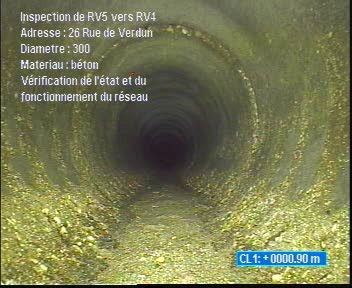 Inspection de RV5 vers RV4
Adresse : 26 Rue de Verdun
Diametre : 300
Materiau : béton
Vérification de l'état et du
fonctionnement du réseau
CL1: +0000.90 m